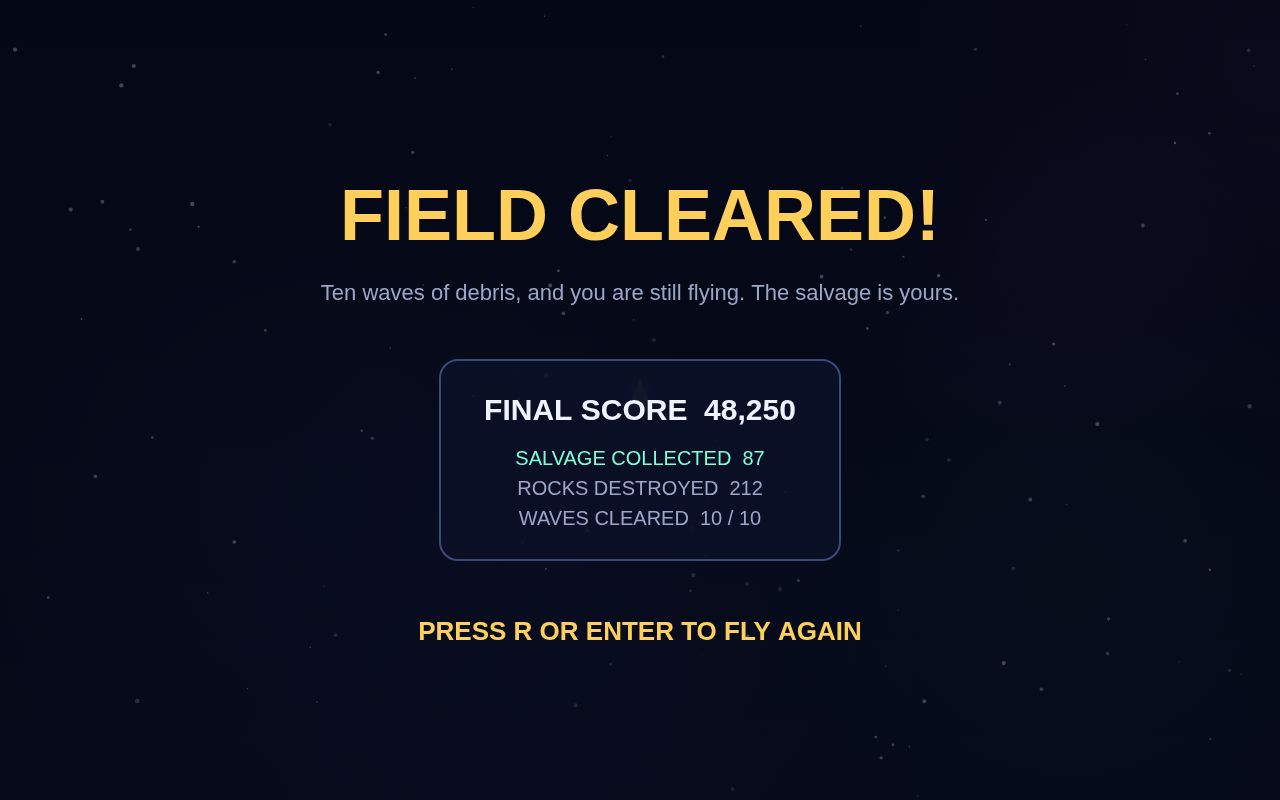 FIELD CLEARED!
Ten waves of debris, and you are still flying. The salvage is yours.
FINAL SCORE 48,250
SALVAGE COLLECTED 87
ROCKS DESTROYED 212
WAVES CLEARED 10 / 10
PRESS R OR ENTER TO FLY AGAIN